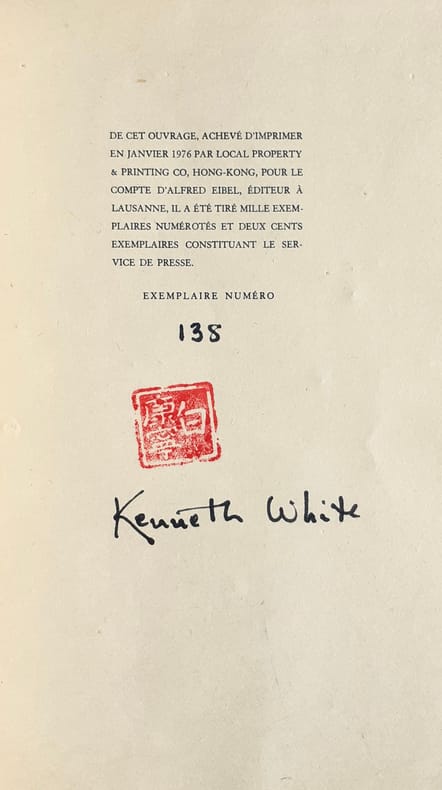 DE CET OUVRAGE, ACHEVÉ D'IMPRIMER
EN JANVIER 1976 PAR LOCAL PROPERTY
& PRINTING CO, HONG-KONG, POUR LE
COMPTE D'ALFRED EIBEL, ÉDITEUR À
LAUSANNE, IL A ÉTÉ TIRÉ MILLE EXEM-
PLAIRES NUMÉROTÉS ET DEUX CENTS
EXEMPLAIRES CONSTITUANT LE SER-
VICE DE PRESSE.
EXEMPLAIRE NUMÉRO
138
白
康
Kenneth White